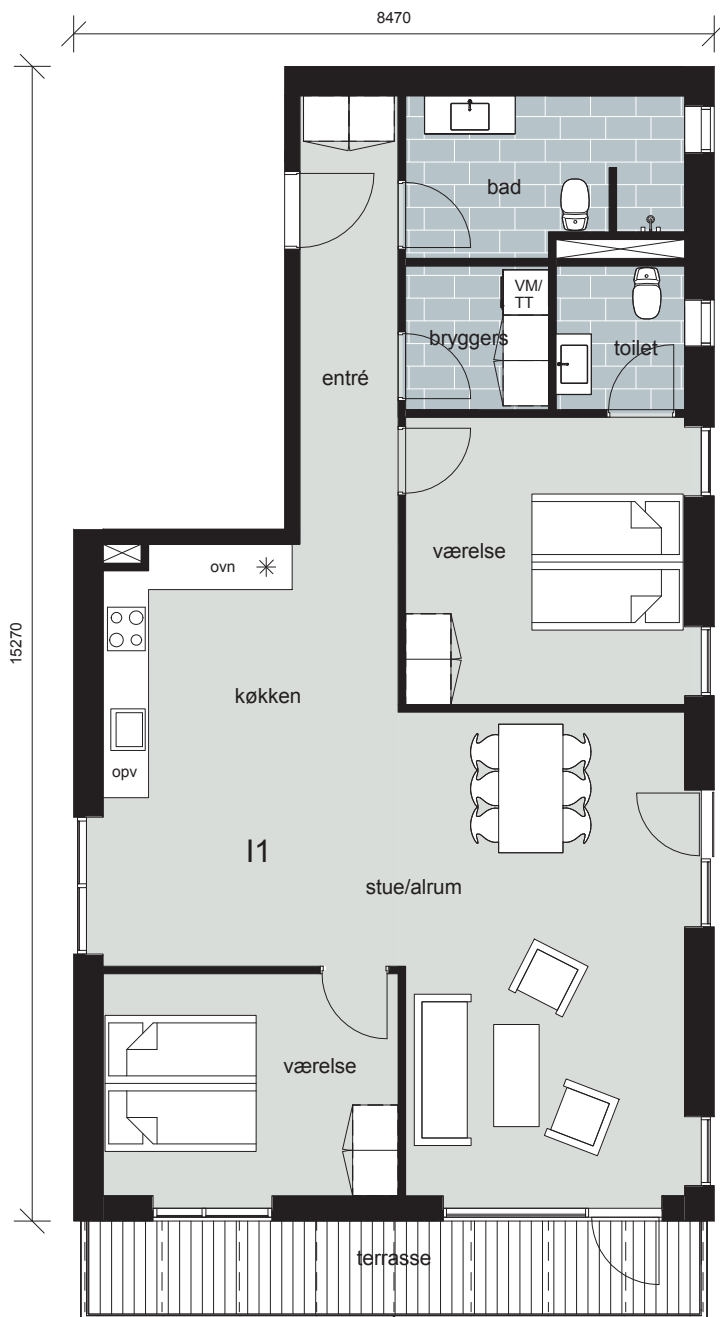 8470
bad
VM/
TT
bryggers
toilet
entré
værelse
ovn
15270
køkken
opv
I1
stue/alrum
værelse
terrasse